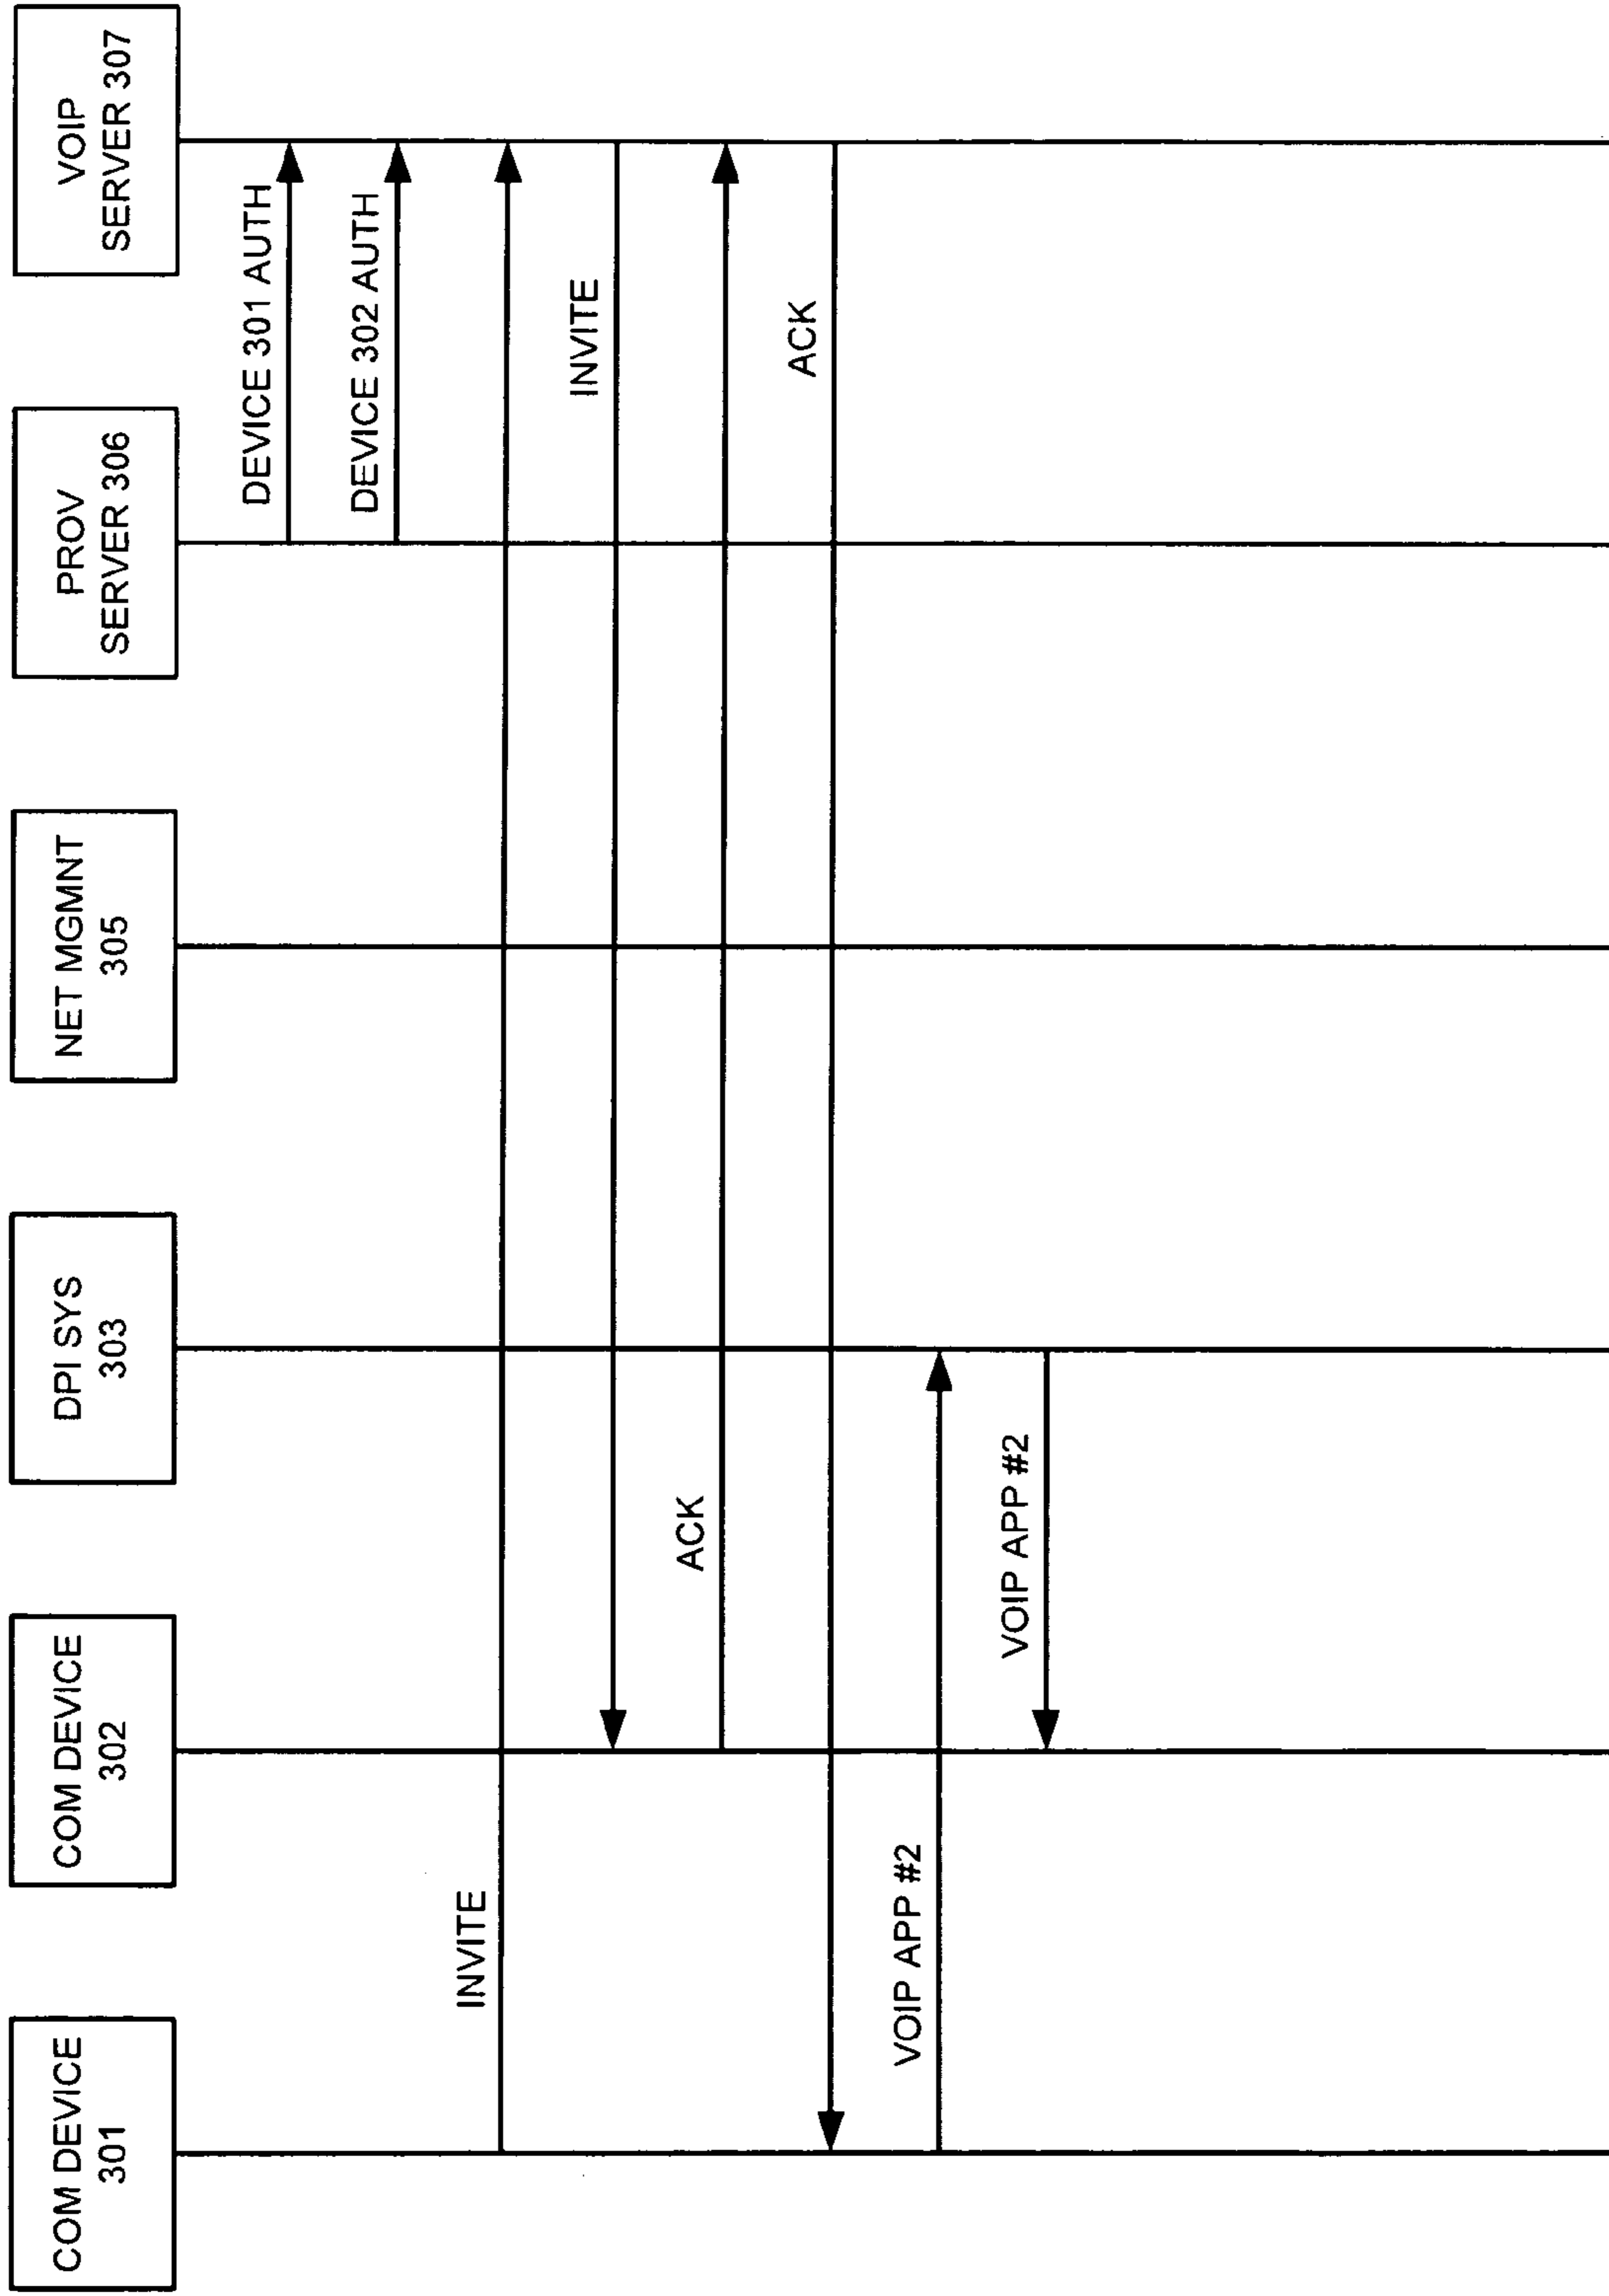 COM DEVICE
301
COM DEVICE
302
DPI SYS
303
NET MGMNT
305
PROV
SERVER 306
VOIP
SERVER 307
DEVICE 301 AUTH
DEVICE 302 AUTH
INVITE
INVITE
ACK
ACK
VOIP APP #2
VOIP APP #2